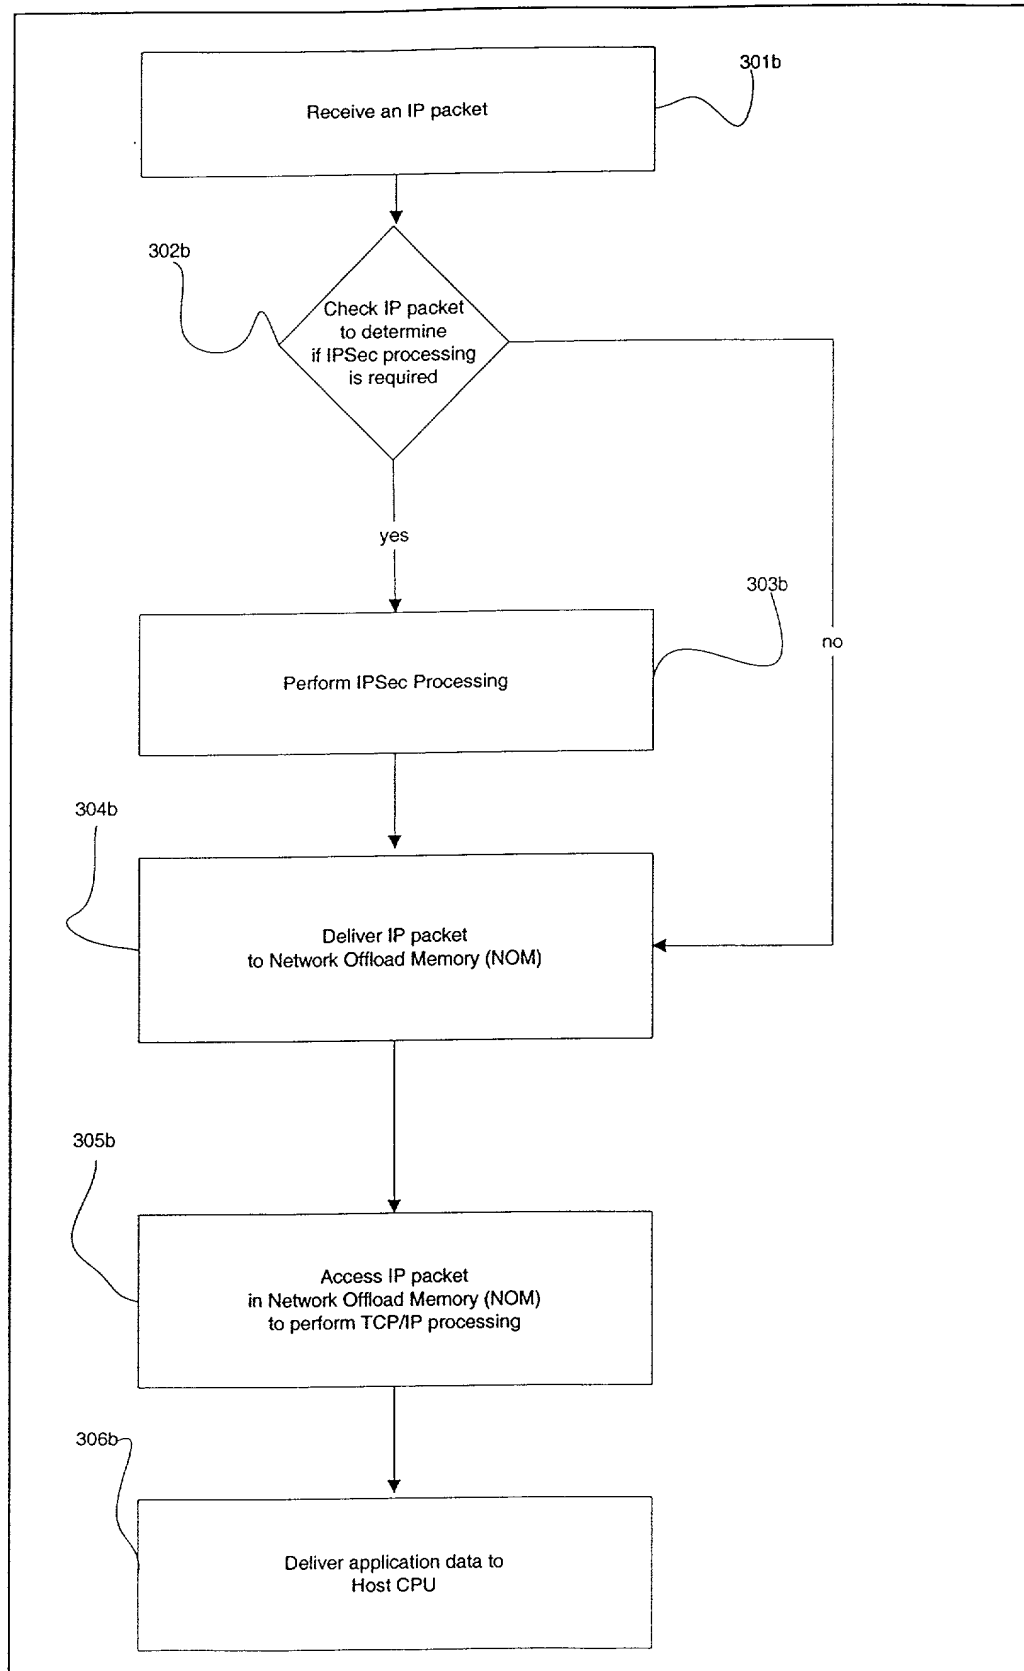 301b
Receive an IP packet
302b
Check IP packet
to determine
if IPSec processing
is required
yes
303b
no
Perform IPSec Processing
304b
Deliver IP packet
to Network Offload Memory (NOM)
305b
Access IP packet
in Network Offload Memory (NOM)
to perform TCP/IP processing
306b
Deliver application data to
Host CPU